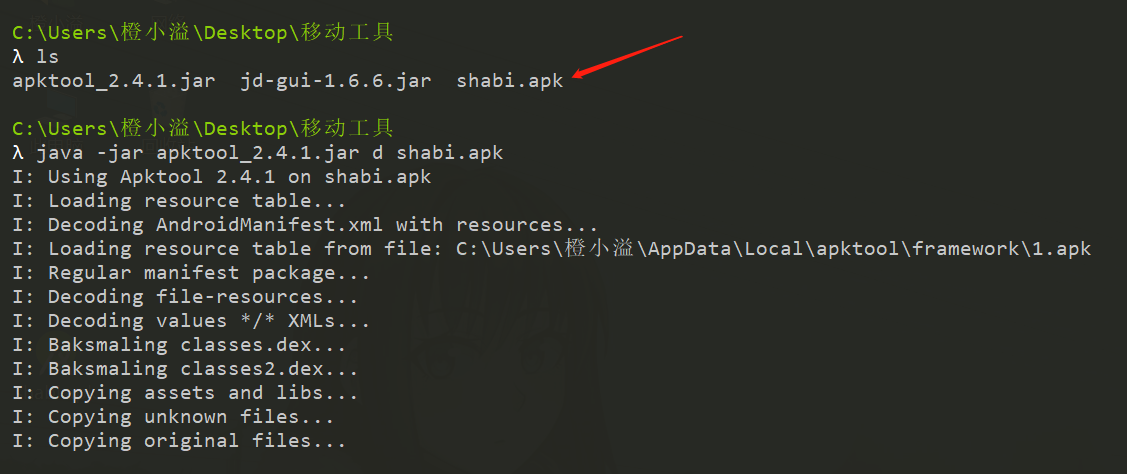 C:\Users\橙小溢\Desktop\移动工具
λ ls
apktool_2.4.1.jar  jd-gui-1.6.6.jar  shabi.apk
C:\Users\橙小溢\Desktop\移动工具
λ java -jar apktool_2.4.1.jar d shabi.apk
I: Using Apktool 2.4.1 on shabi.apk
I: Loading resource table...
I: Decoding AndroidManifest.xml with resources...
I: Loading resource table from file: C:\Users\橙小溢\AppData\Local\apktool\framework\1.apk
I: Regular manifest package...
I: Decoding file-resources...
I: Decoding values */* XMLs...
I: Baksmaling classes.dex...
I: Baksmaling classes2.dex...
I: Copying assets and libs...
I: Copying unknown files...
I: Copying original files...